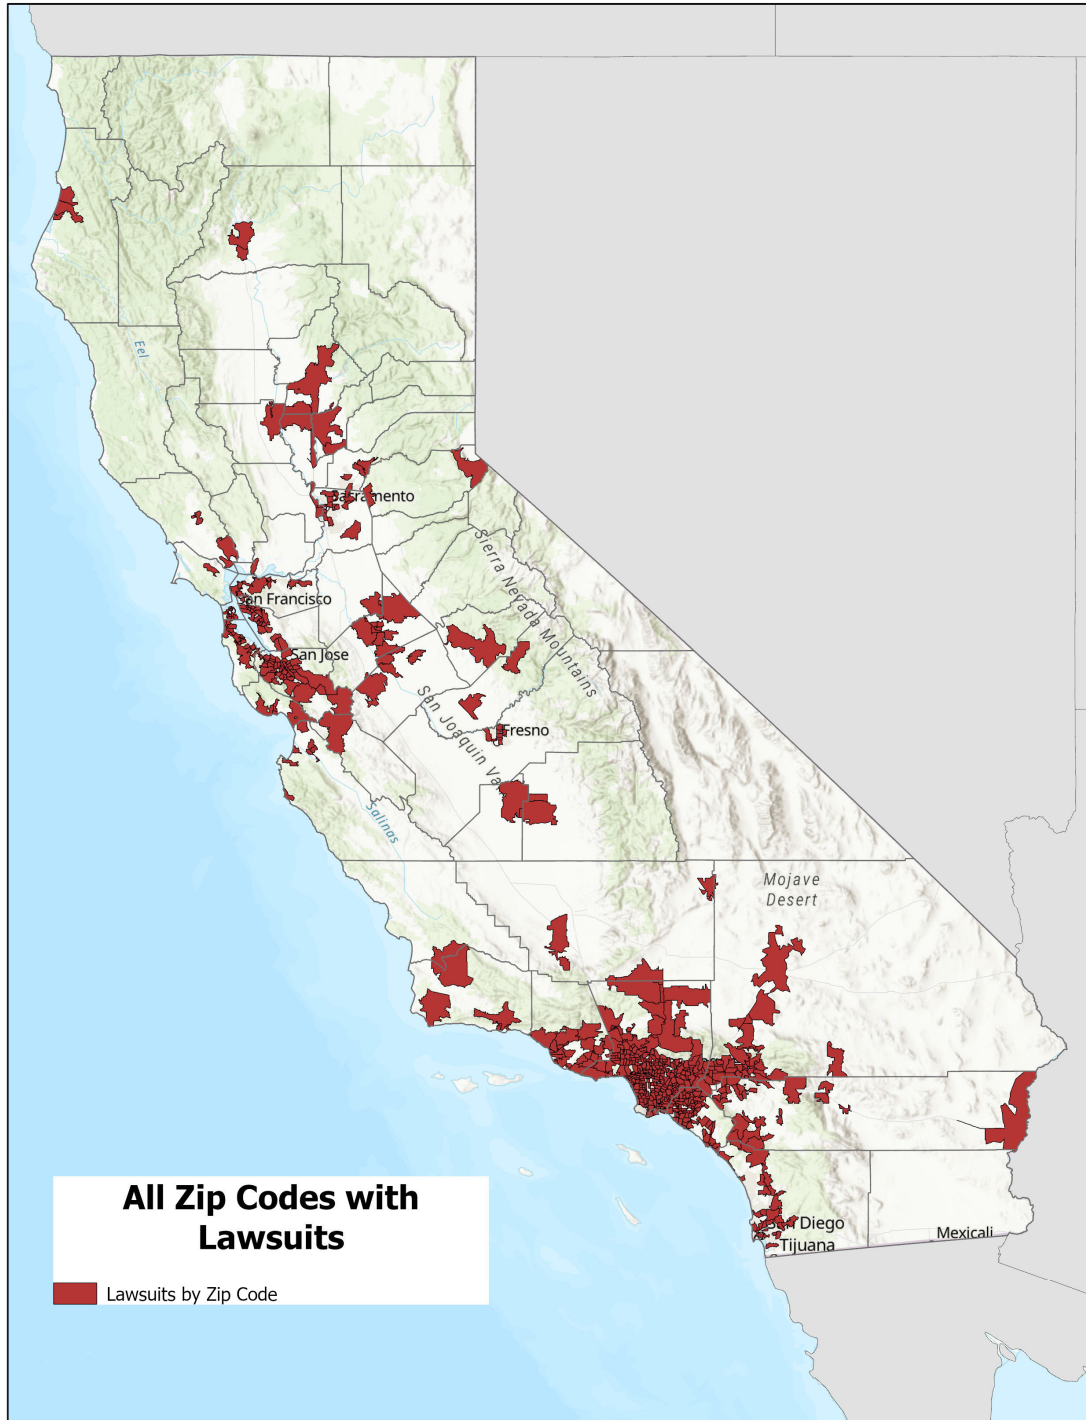 Eel
Sacramento
Sierra Nevada Mountains
San Francisco
San Jose
San Joaquin Va
Fresno
Salinas
Mojave
Desert
All Zip Codes with
Lawsuits
San Diego
Tijuana
Mexicali
Lawsuits by Zip Code